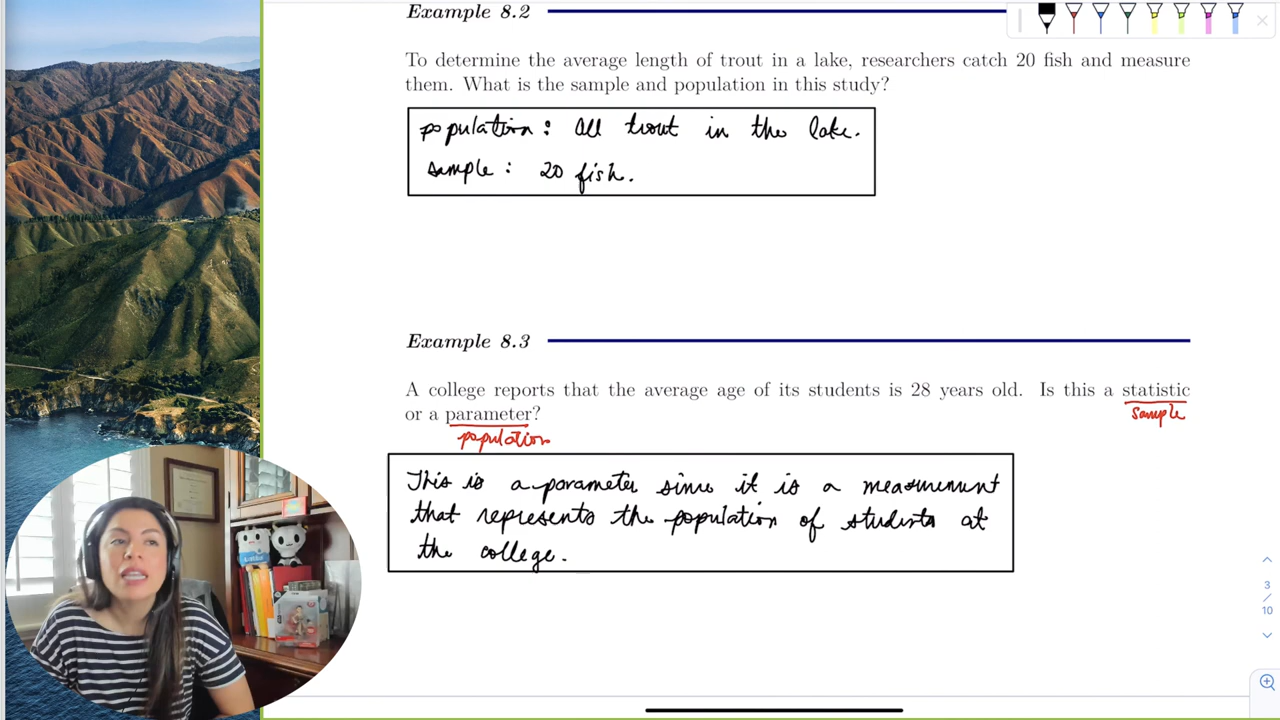 Example 8.2
To determine the average length of trout in a lake, researchers catch 20 fish and measure
them. What is the sample and population in this study?
population: All trout in the lake.
sample: 20 fish.
Example 8.3
A college reports that the average age of its students is 28 years old. Is this a statistic
or a parameter?
sample
population
This is a parameter since it is a measurement
that represents the population of students at
the college.
3
/
10